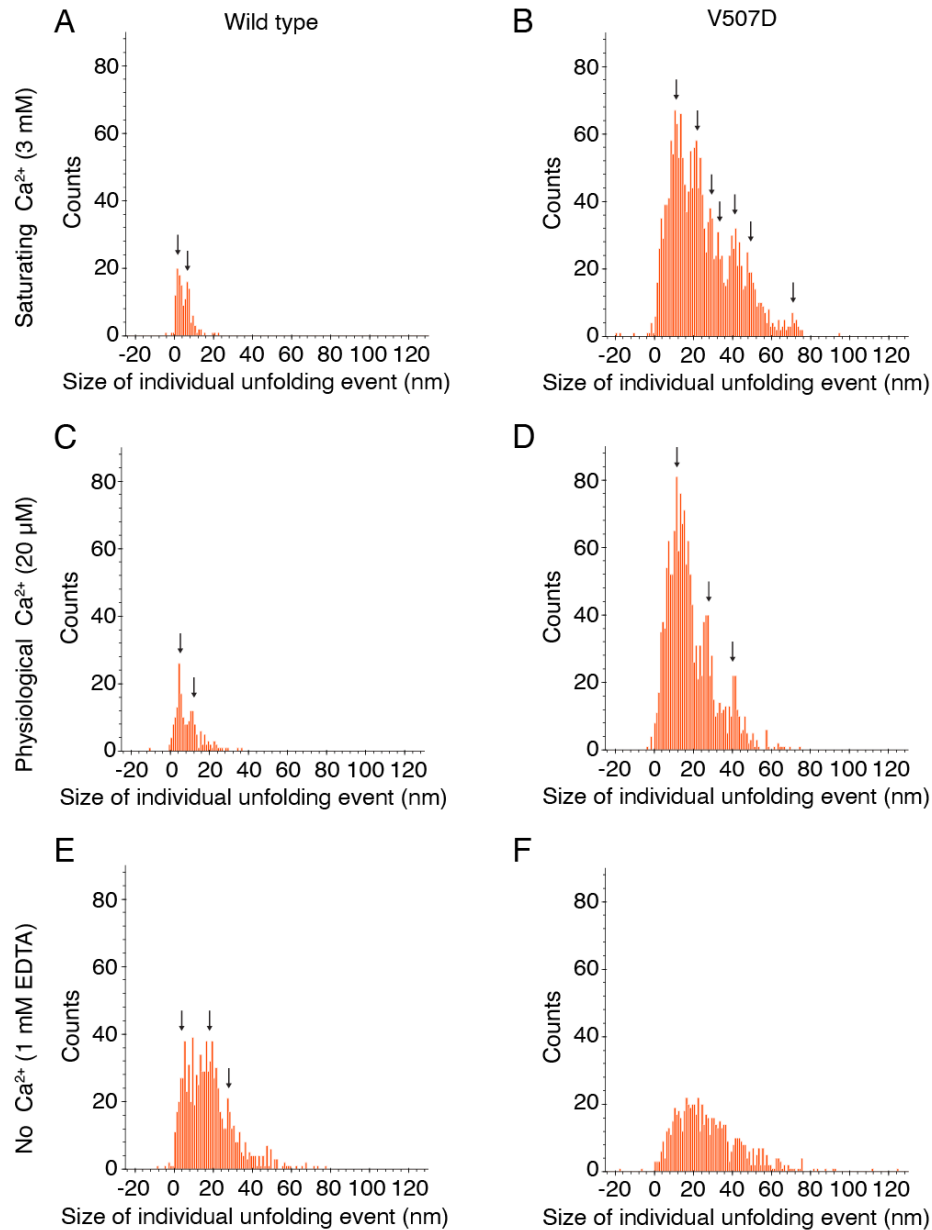 A
Wild type
B
V507D
Saturating Ca²⁺ (3 mM)
Counts
80
60
40
20
0
-20 0 20 40 60 80 100 120
Size of individual unfolding event (nm)
Counts
80
60
40
20
0
-20 0 20 40 60 80 100 120
Size of individual unfolding event (nm)
C
D
Physiological Ca²⁺ (20 µM)
Counts
80
60
40
20
0
-20 0 20 40 60 80 100 120
Size of individual unfolding event (nm)
Counts
80
60
40
20
0
-20 0 20 40 60 80 100 120
Size of individual unfolding event (nm)
E
F
No Ca²⁺ (1 mM EDTA)
Counts
80
60
40
20
0
-20 0 20 40 60 80 100 120
Size of individual unfolding event (nm)
Counts
80
60
40
20
0
-20 0 20 40 60 80 100 120
Size of individual unfolding event (nm)